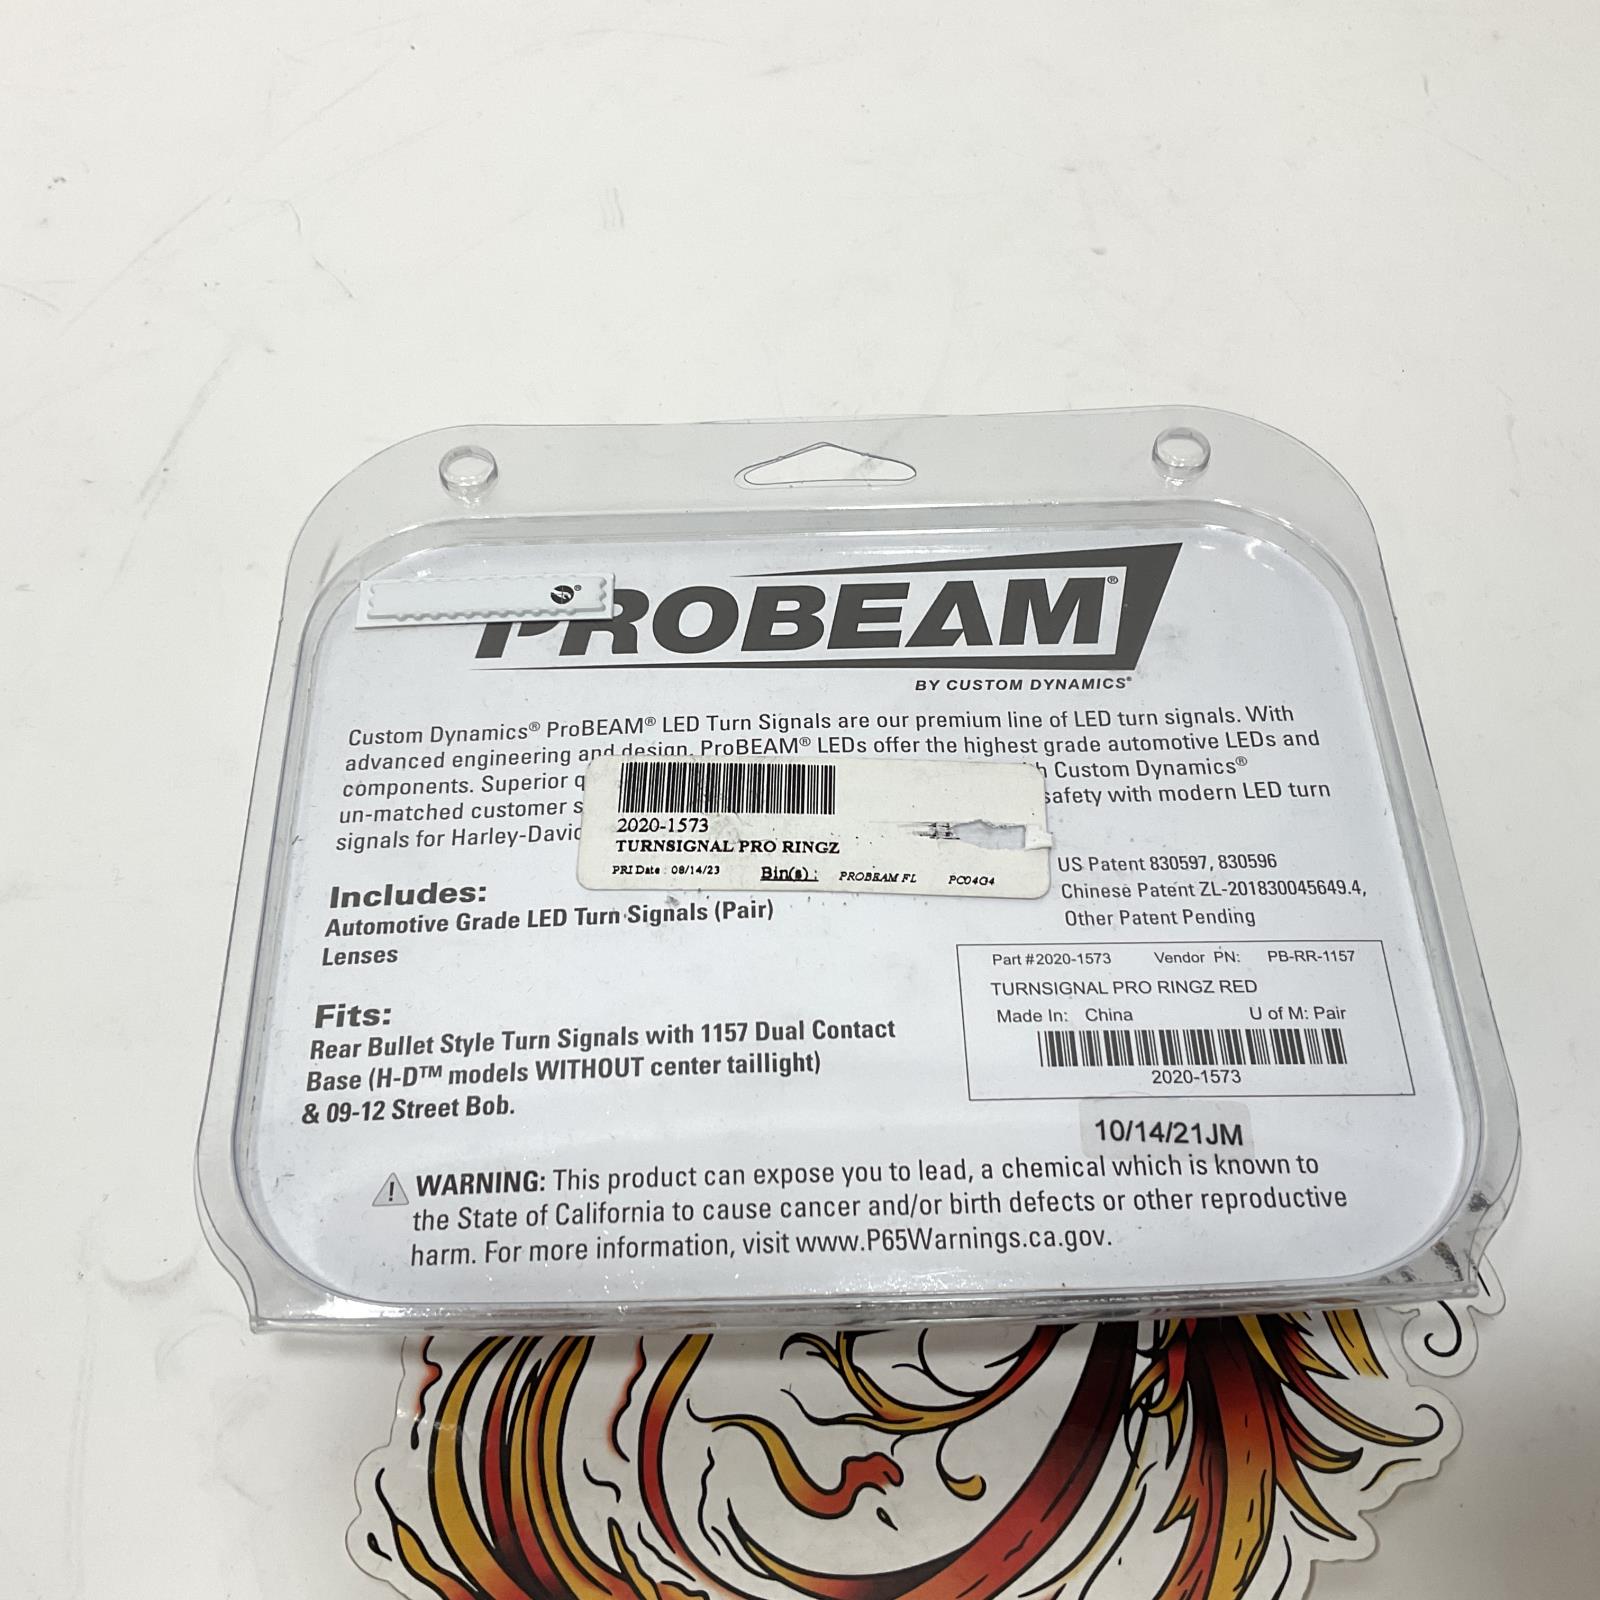 PROBEAM®
BY CUSTOM DYNAMICS®
Custom Dynamics® ProBEAM® LED Turn Signals are our premium line of LED turn signals. With
advanced engineering and design, ProBEAM® LEDs offer the highest grade automotive LEDs and
components. Superior Custom Dynamics®
un-matched customer safety with modern LED turn
signals for Harley-David
2020-1573
TURNSIGNAL PRO RINGZ
PRI Date : 08/14/23 Bin(s) : PROBEAM FL PC04G4
US Patent 830597, 830596
Chinese Patent ZL-201830045649.4,
Other Patent Pending
Includes:
Automotive Grade LED Turn Signals (Pair)
Lenses
Fits:
Rear Bullet Style Turn Signals with 1157 Dual Contact
Base (H-D™ models WITHOUT center taillight)
& 09-12 Street Bob.
Part #2020-1573 Vendor PN: PB-RR-1157
TURNSIGNAL PRO RINGZ RED
Made In: China U of M: Pair
2020-1573
10/14/21JM
WARNING: This product can expose you to lead, a chemical which is known to
the State of California to cause cancer and/or birth defects or other reproductive
harm. For more information, visit www.P65Warnings.ca.gov.